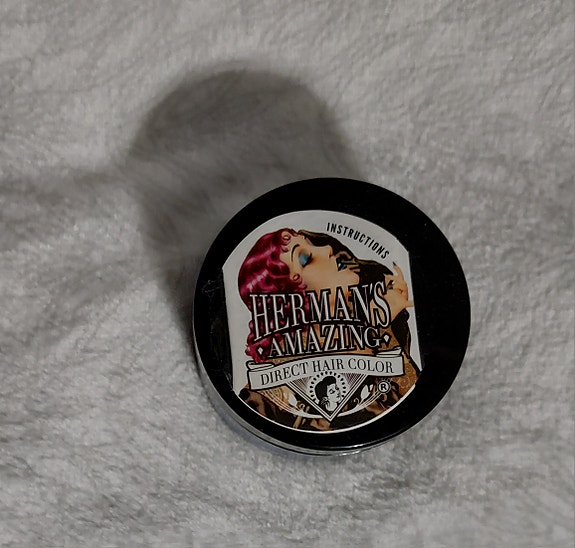 INSTRUCTIONS
HERMAN'S
AMAZING
DIRECT HAIR COLOR
®